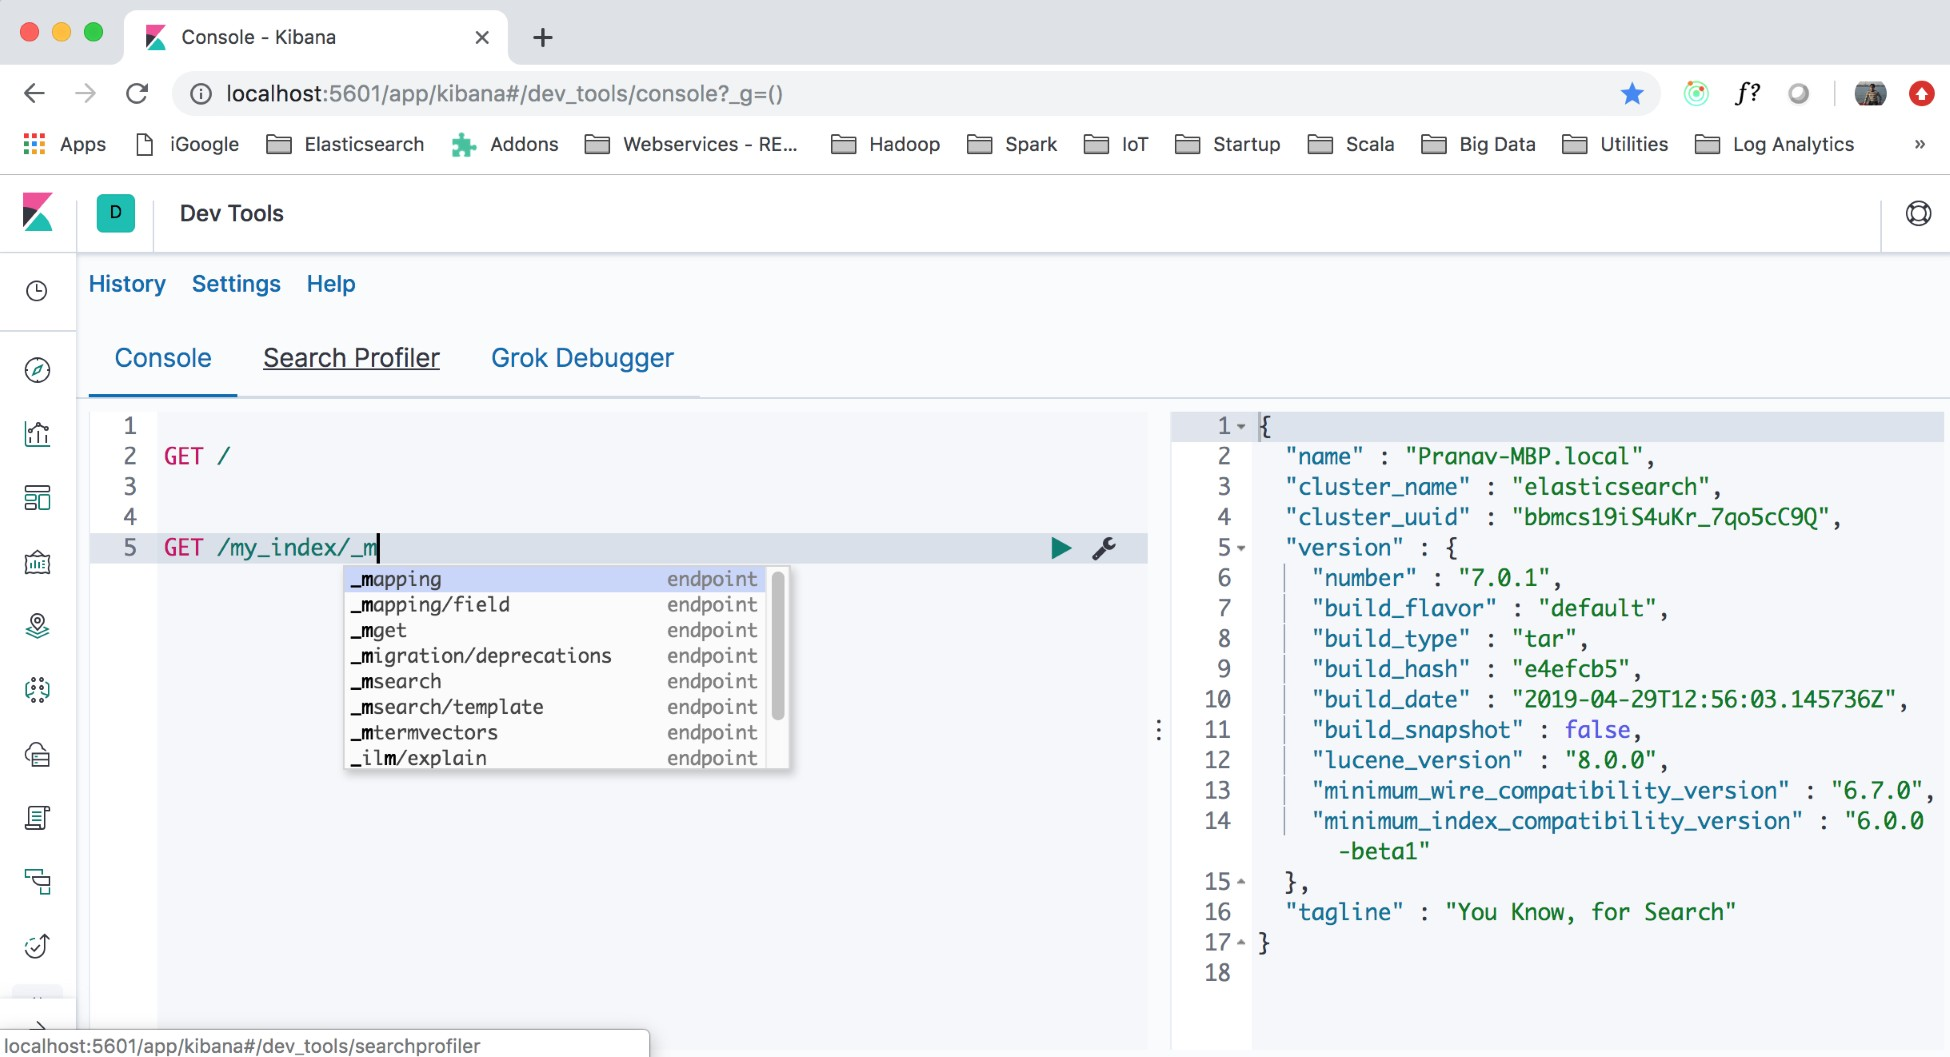 Console - Kibana
localhost:5601/app/kibana#/dev_tools/console?_g=()
f?
Apps iGoogle Elasticsearch Addons Webservices - RE... Hadoop Spark IoT Startup Scala Big Data Utilities Log Analytics »
D Dev Tools
History Settings Help
Console Search Profiler Grok Debugger
1
2 GET /
3
4
5 GET /my_index/_m
_mapping endpoint
_mapping/field endpoint
_mget endpoint
_migration/deprecations endpoint
_msearch endpoint
_msearch/template endpoint
_mtermvectors endpoint
_ilm/explain endpoint
1 {
2 "name" : "Pranav-MBP.local",
3 "cluster_name" : "elasticsearch",
4 "cluster_uuid" : "bbmcs19iS4uKr_7qo5cC9Q",
5 "version" : {
6 "number" : "7.0.1",
7 "build_flavor" : "default",
8 "build_type" : "tar",
9 "build_hash" : "e4efcb5",
10 "build_date" : "2019-04-29T12:56:03.145736Z",
11 "build_snapshot" : false,
12 "lucene_version" : "8.0.0",
13 "minimum_wire_compatibility_version" : "6.7.0",
14 "minimum_index_compatibility_version" : "6.0.0
-beta1"
15 },
16 "tagline" : "You Know, for Search"
17 }
18
localhost:5601/app/kibana#/dev_tools/searchprofiler